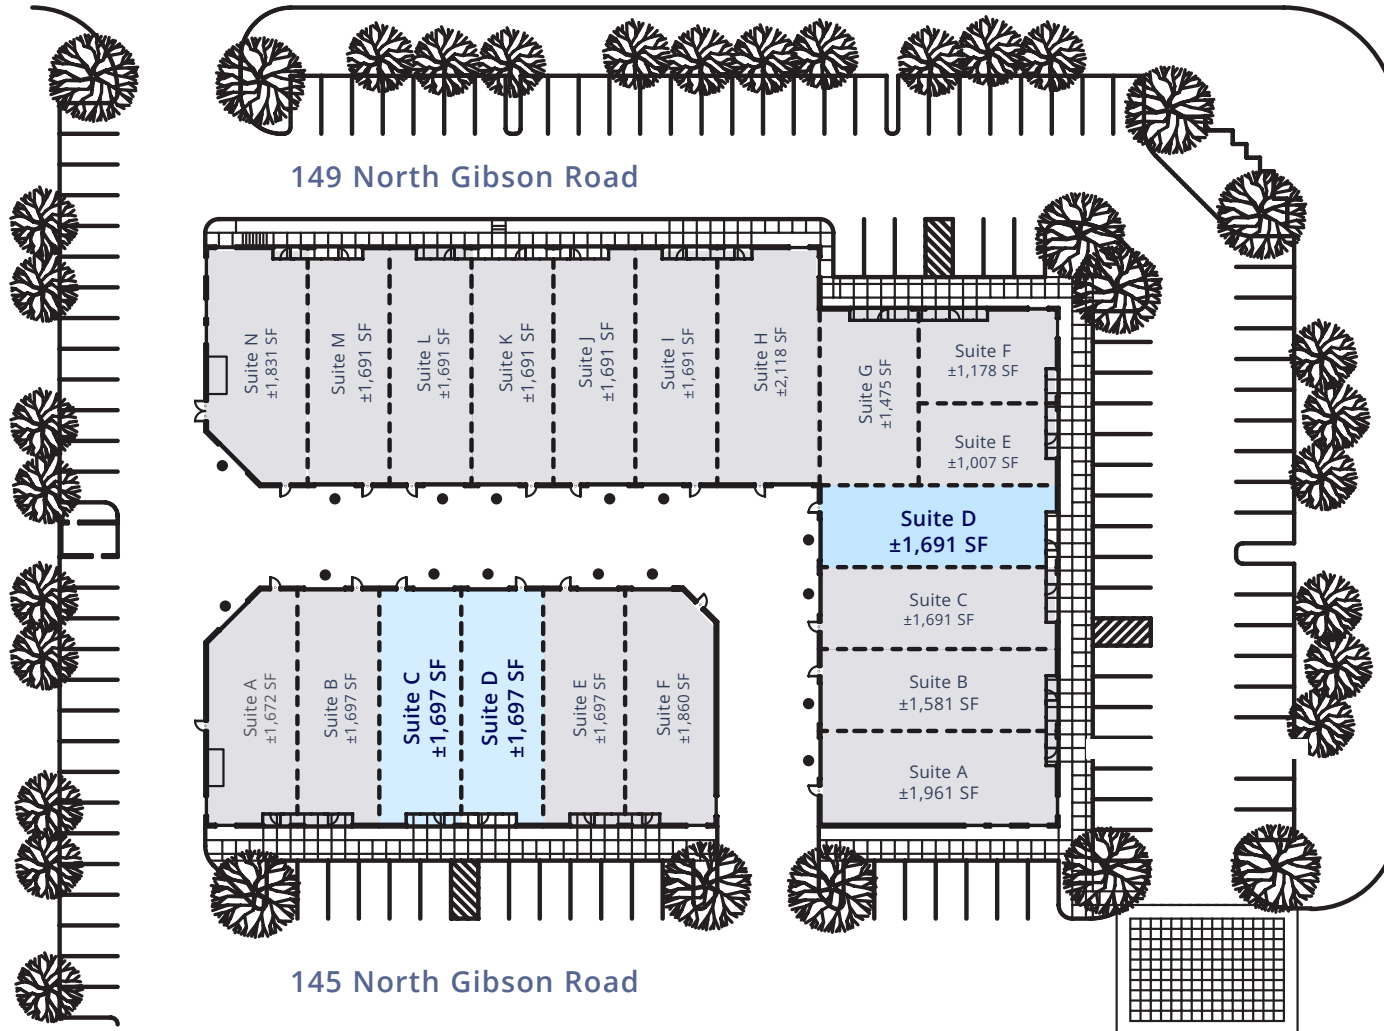 149 North Gibson Road
Suite N
±1,831 SF
Suite M
±1,691 SF
Suite L
±1,691 SF
Suite K
±1,691 SF
Suite J
±1,691 SF
Suite I
±1,691 SF
Suite H
±2,118 SF
Suite G
±1,475 SF
Suite F
±1,178 SF
Suite E
±1,007 SF
Suite D
±1,691 SF
Suite C
±1,691 SF
Suite B
±1,581 SF
Suite A
±1,961 SF
Suite A
±1,672 SF
Suite B
±1,697 SF
Suite C
±1,697 SF
Suite D
±1,697 SF
Suite E
±1,697 SF
Suite F
±1,860 SF
145 North Gibson Road